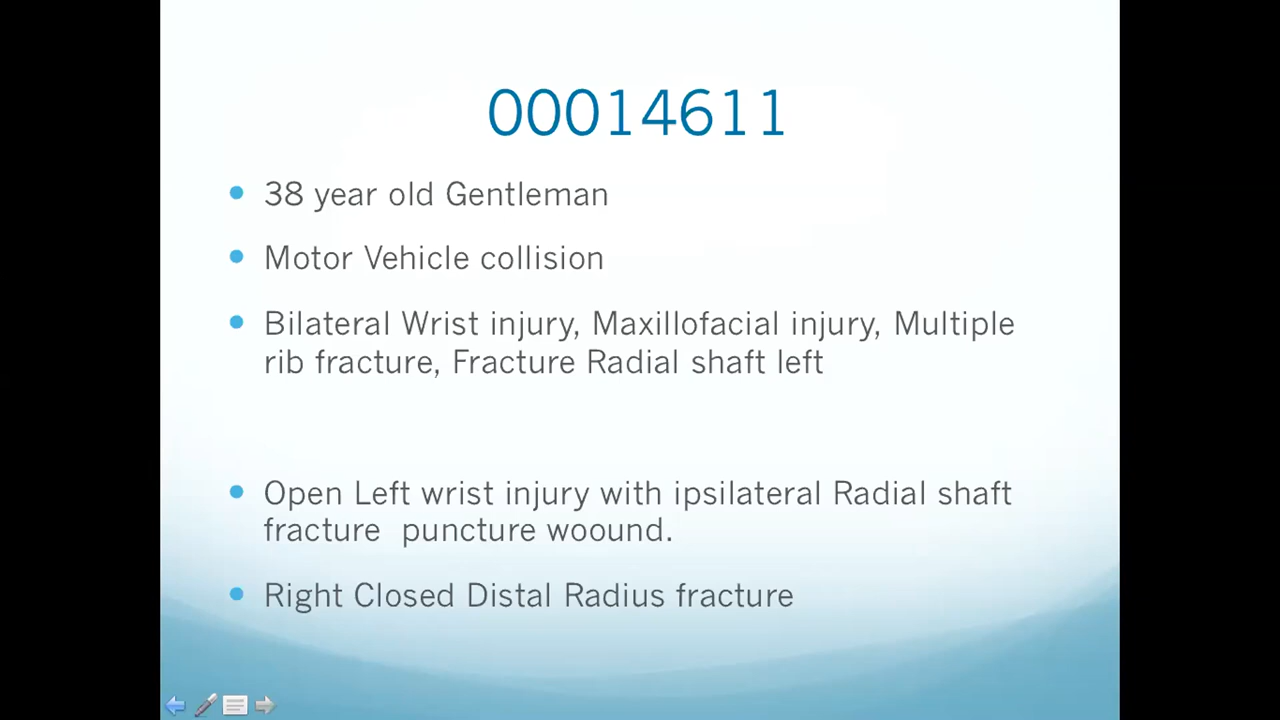 00014611
38 year old Gentleman
Motor Vehicle collision
Bilateral Wrist injury, Maxillofacial injury, Multiple
rib fracture, Fracture Radial shaft left
Open Left wrist injury with ipsilateral Radial shaft
fracture  puncture woound.
Right Closed Distal Radius fracture